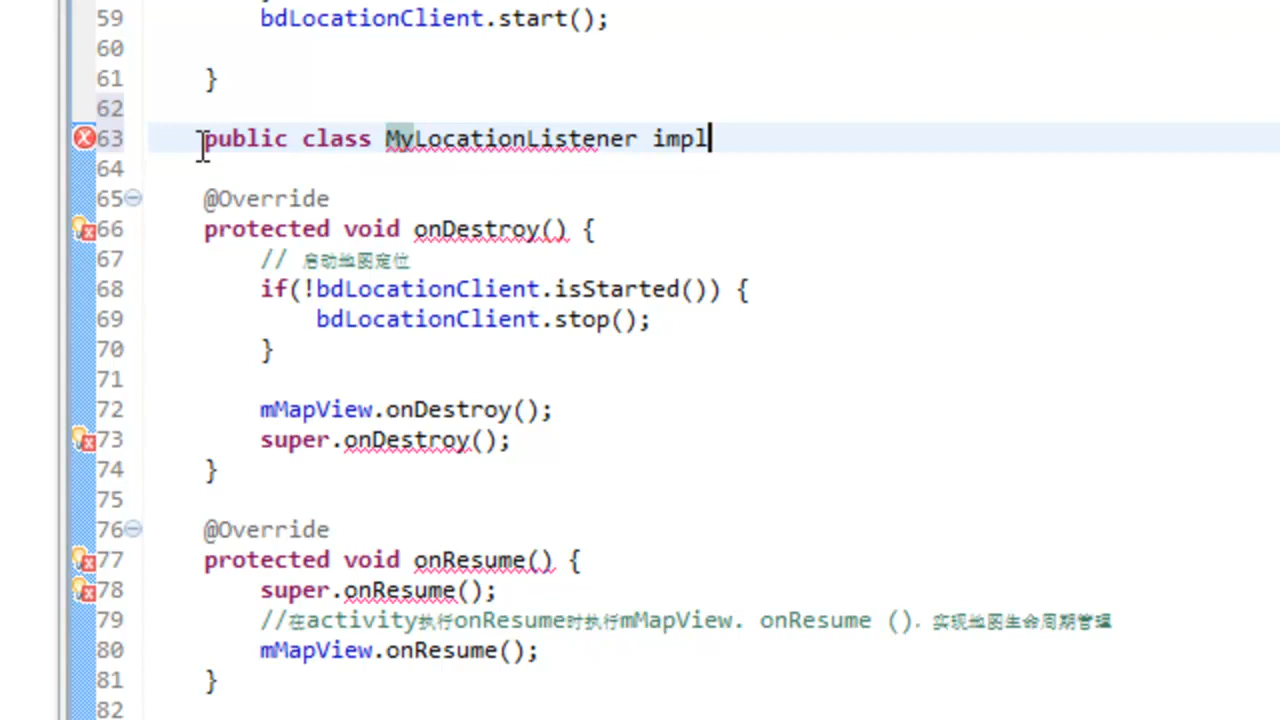 59 bdLocationClient.start();
60
61 }
62
63 public class MyLocationListener impl
64
65 @Override
66 protected void onDestroy() {
67 // 启动地图定位
68 if(!bdLocationClient.isStarted()) {
69 bdLocationClient.stop();
70 }
71
72 mMapView.onDestroy();
73 super.onDestroy();
74 }
75
76 @Override
77 protected void onResume() {
78 super.onResume();
79 //在activity执行onResume时执行mMapView. onResume ()，实现地图生命周期管理
80 mMapView.onResume();
81 }
82